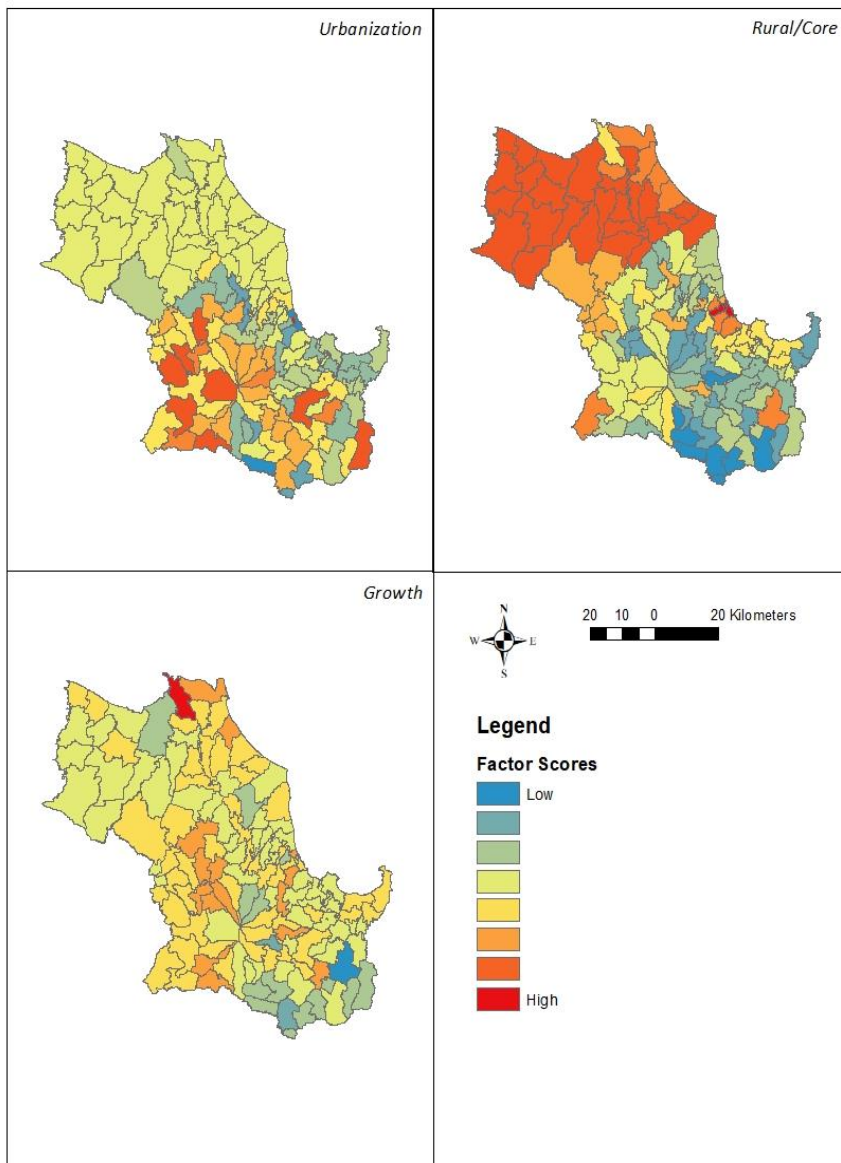 Urbanization
Rural/Core
Growth
N
W E
S
20 10 0 20 Kilometers
Legend
Factor Scores
Low
High